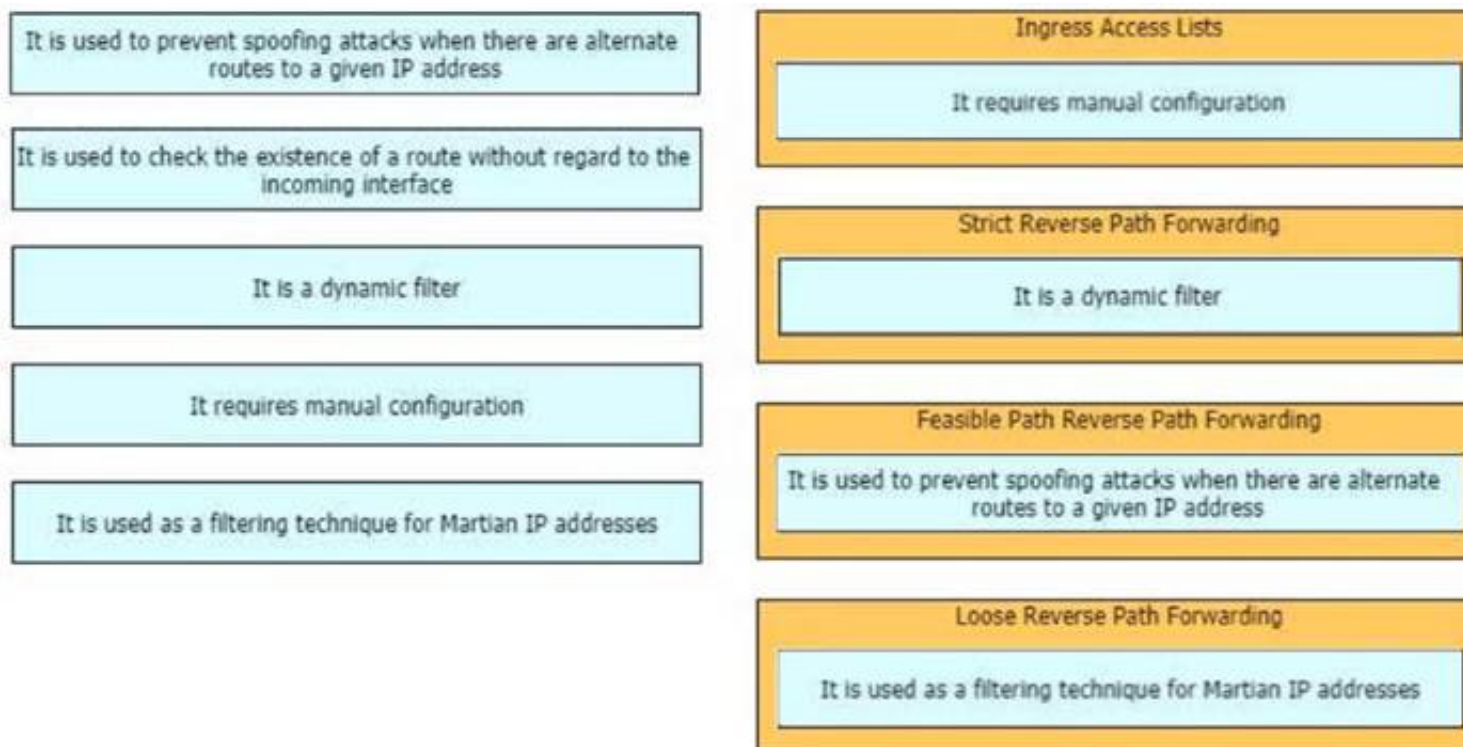 It is used to prevent spoofing attacks when there are alternate
routes to a given IP address
It is used to check the existence of a route without regard to the
incoming interface
It is a dynamic filter
It requires manual configuration
It is used as a filtering technique for Martian IP addresses
Ingress Access Lists
It requires manual configuration
Strict Reverse Path Forwarding
It is a dynamic filter
Feasible Path Reverse Path Forwarding
It is used to prevent spoofing attacks when there are alternate
routes to a given IP address
Loose Reverse Path Forwarding
It is used as a filtering technique for Martian IP addresses